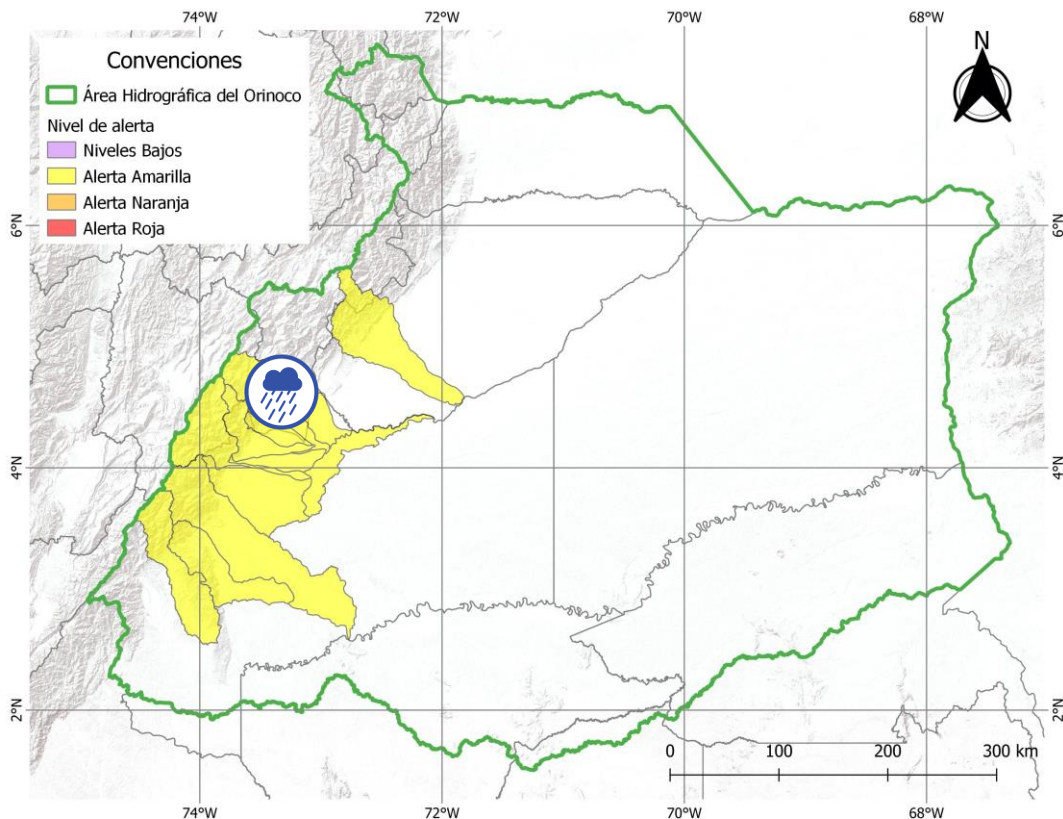 74°W
72°W
70°W
68°W
Convenciones
Área Hidrográfica del Orinoco
Nivel de alerta
Niveles Bajos
Alerta Amarilla
Alerta Naranja
Alerta Roja
N
6°N
6°N
4°N
4°N
2°N
2°N
0
100
200
300 km
74°W
72°W
70°W
68°W